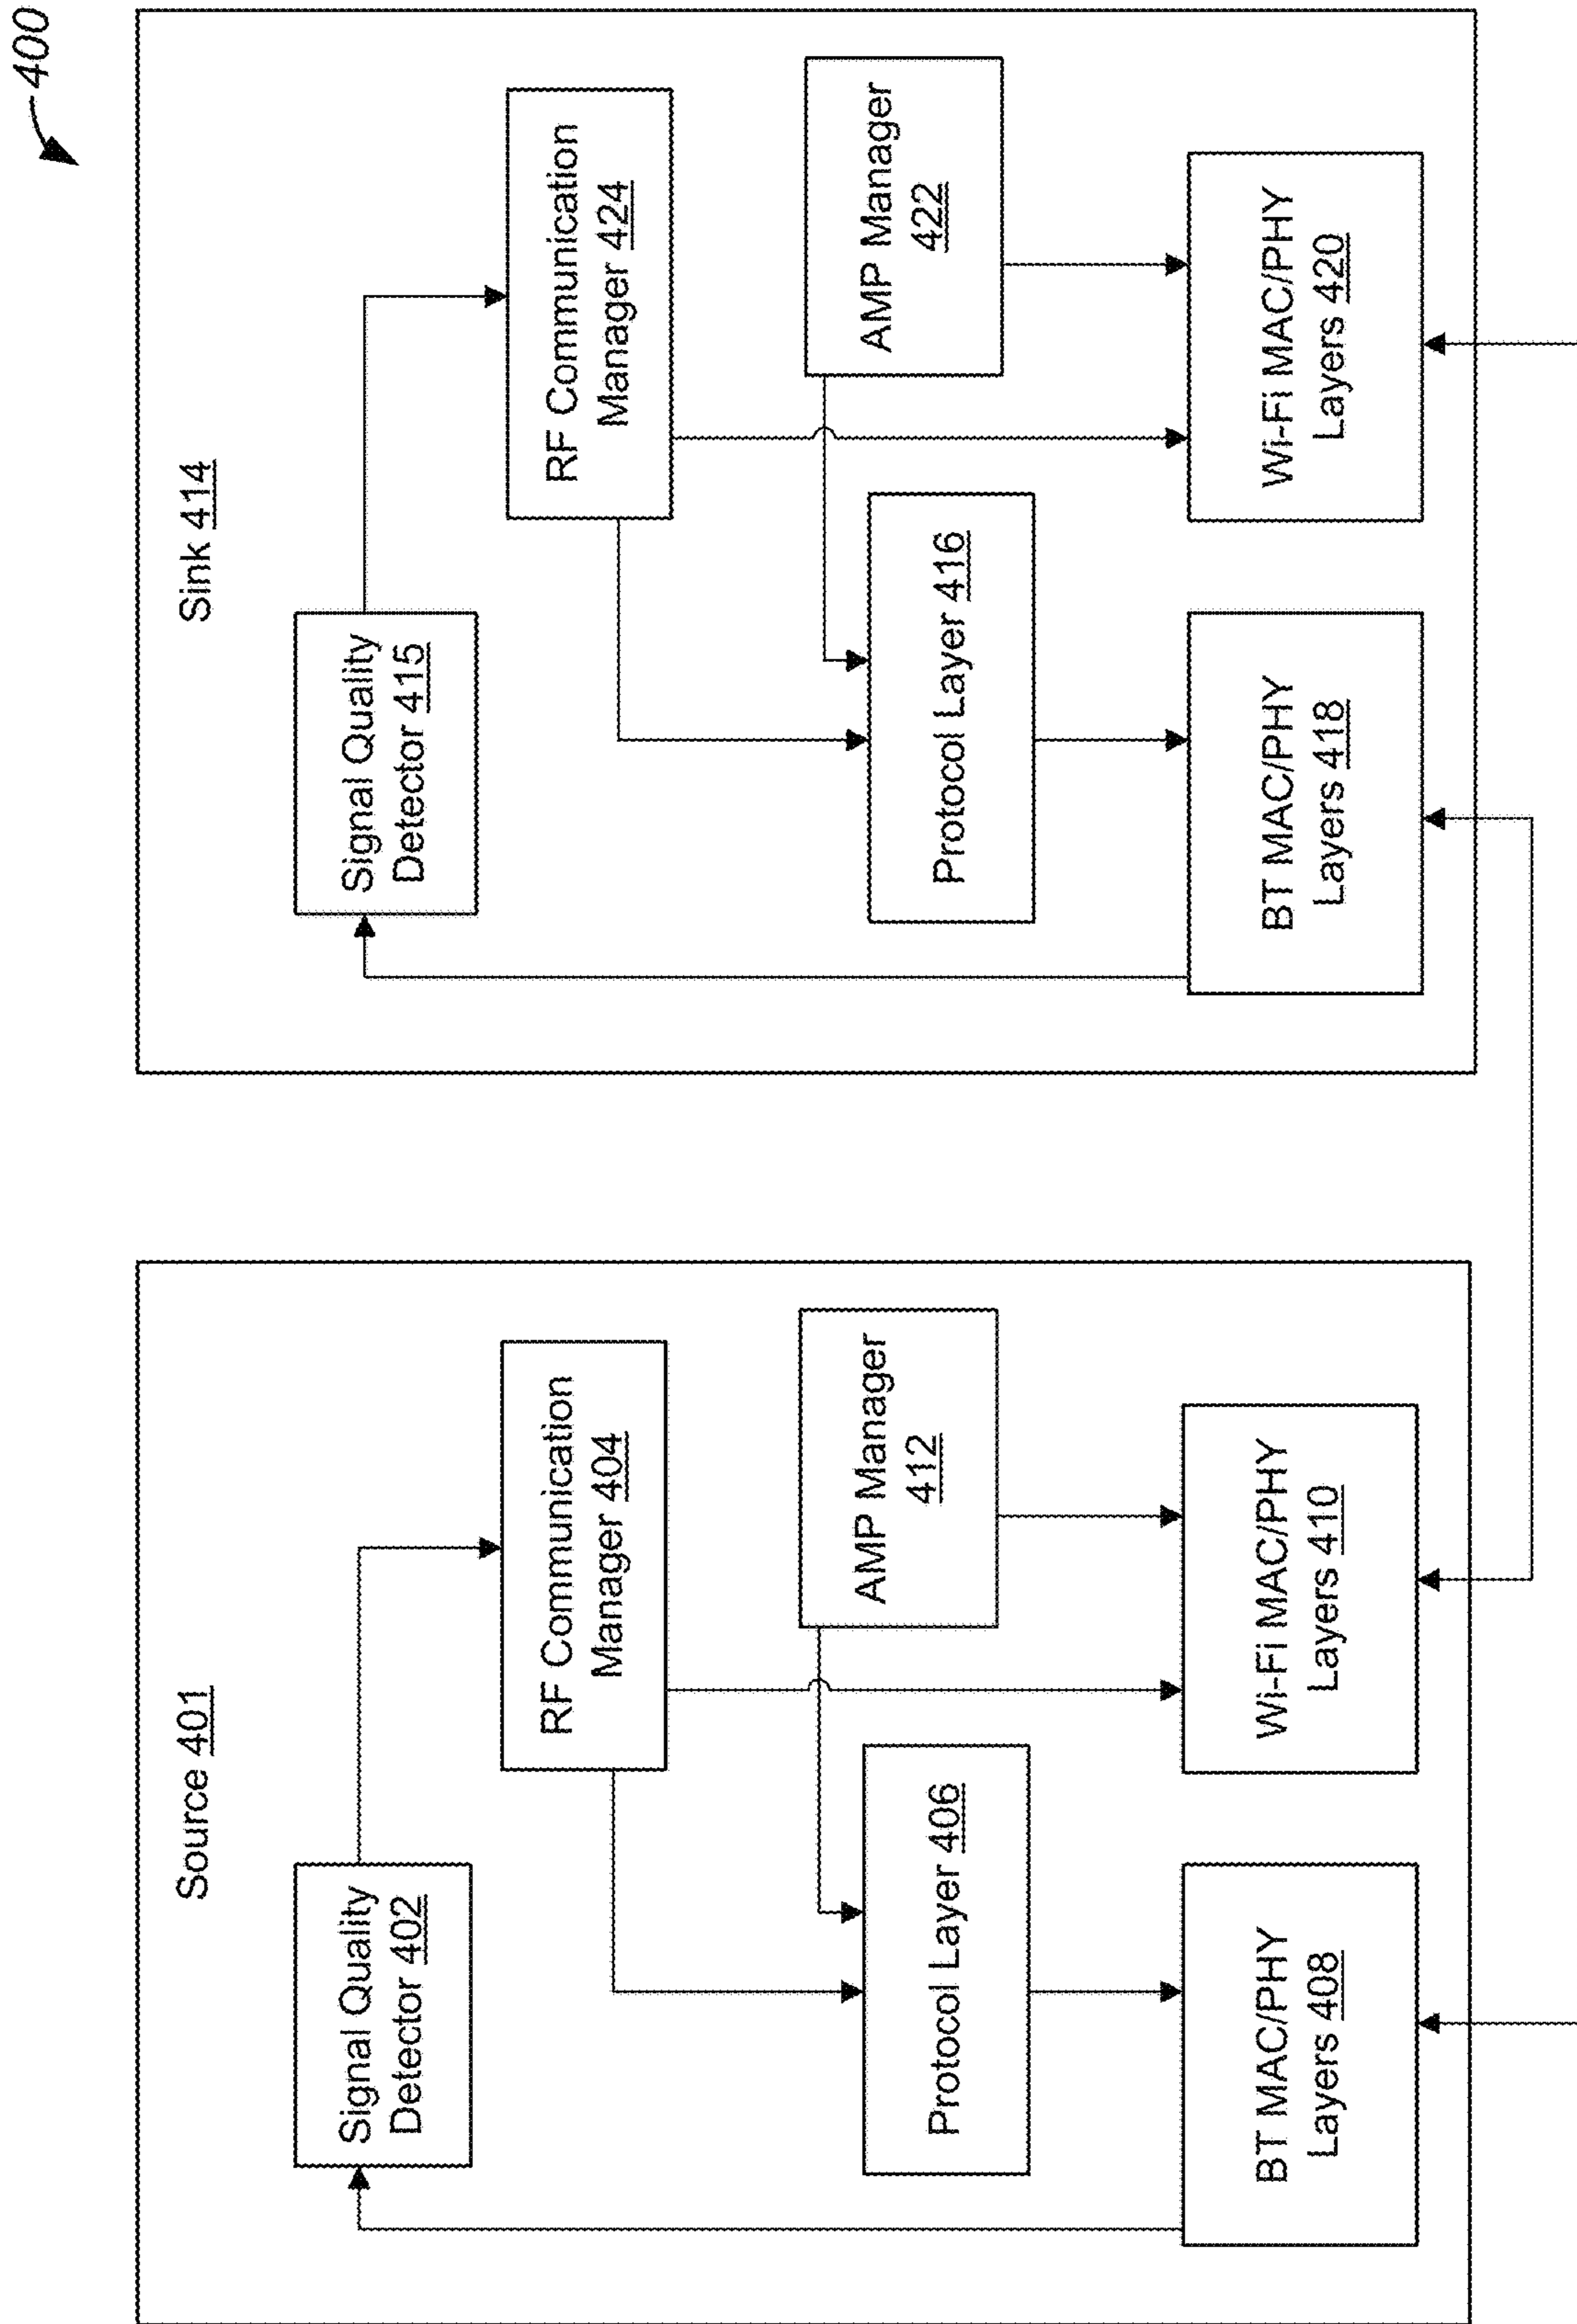 400
Source 401
Signal Quality
Detector 402
RF Communication
Manager 404
AMP Manager
412
Protocol Layer 406
BT MAC/PHY
Layers 408
Wi-Fi MAC/PHY
Layers 410
Sink 414
Signal Quality
Detector 415
RF Communication
Manager 424
AMP Manager
422
Protocol Layer 416
BT MAC/PHY
Layers 418
Wi-Fi MAC/PHY
Layers 420